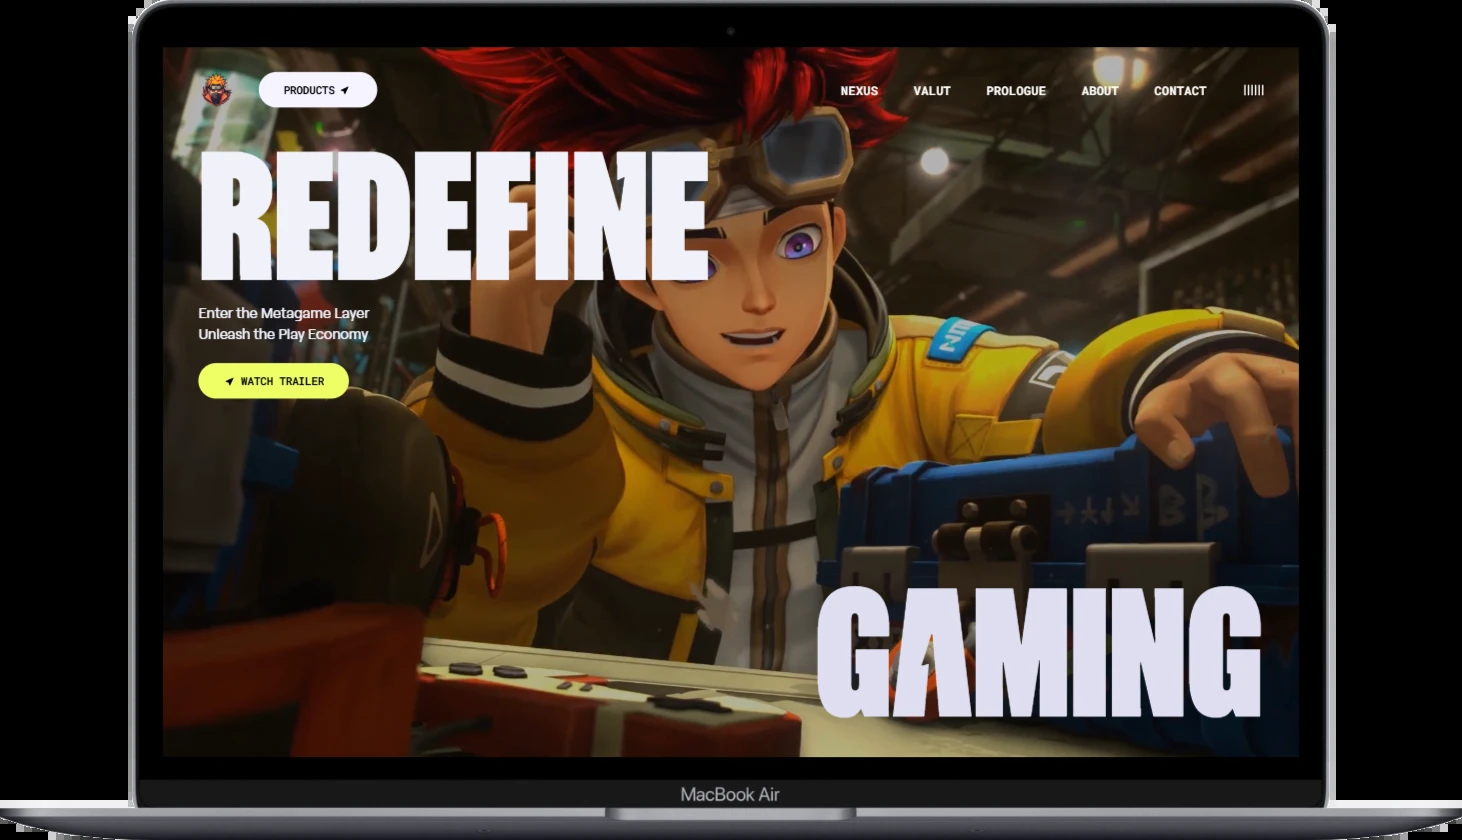 PRODUCTS
NEXUS VALUT PROLOGUE ABOUT CONTACT
REDEFINE
Enter the Metagame Layer
Unleash the Play Economy
WATCH TRAILER
GAMING
MacBook Air